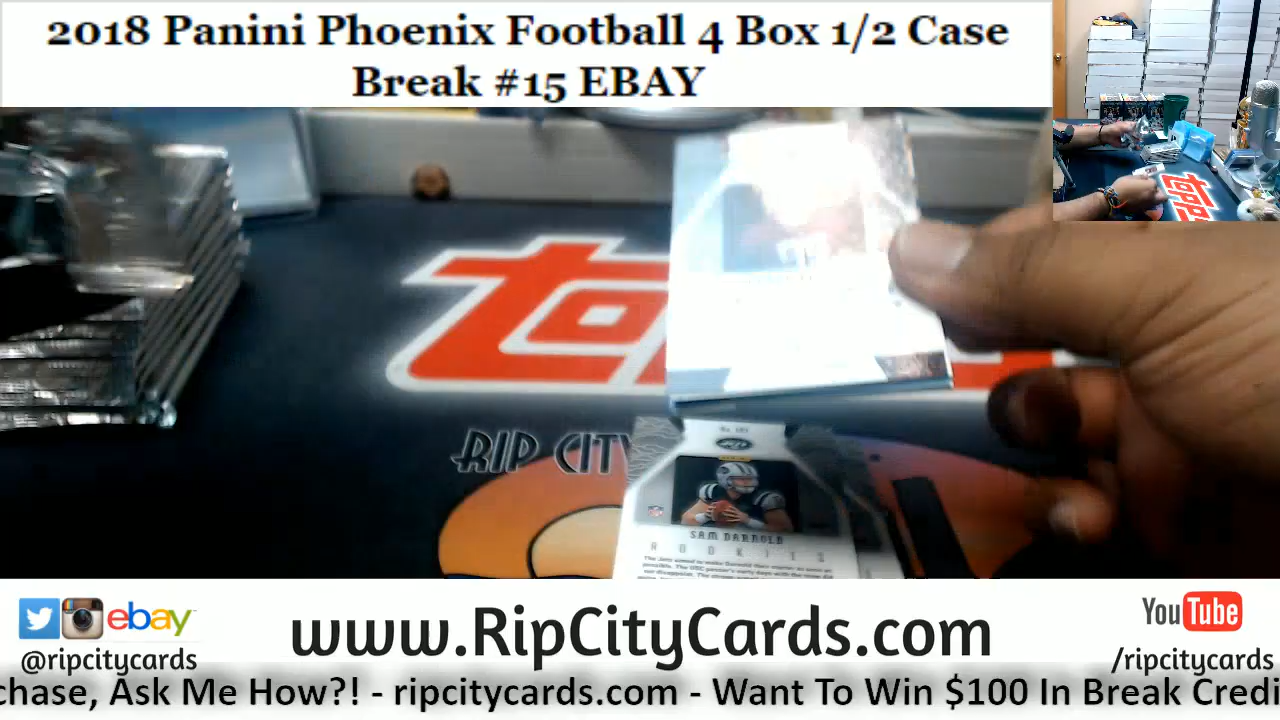 2018 Panini Phoenix Football 4 Box 1/2 Case
Break #15 EBAY
RIP CITY
SAM DARNOLD
ROOKIES
ebay
@ripcitycards
www.RipCityCards.com
YouTube
/ripcitycards
chase, Ask Me How?! - ripcitycards.com - Want To Win $100 In Break Credi